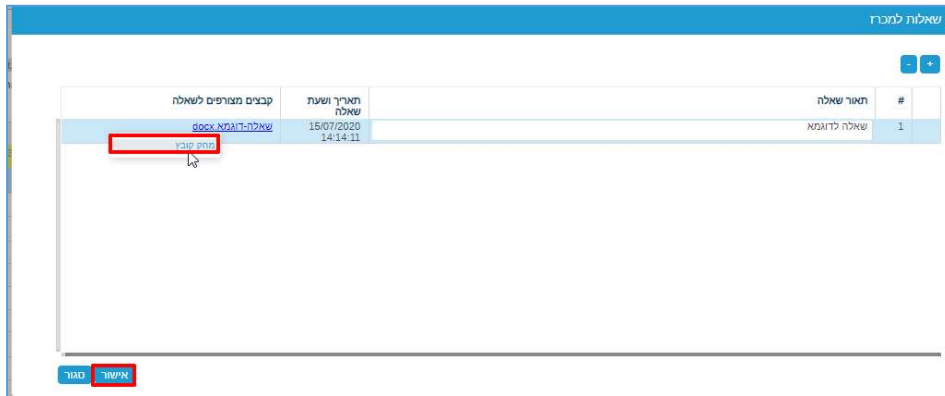 שאלות למכרז
+ -
# תאור שאלה תאריך ושעת שאלה קבצים מצורפים לשאלה
1 שאלה לדוגמא 15/07/2020 14:14:11 שאלה-דוגמא.docx
מחק קובץ
אישור סגור